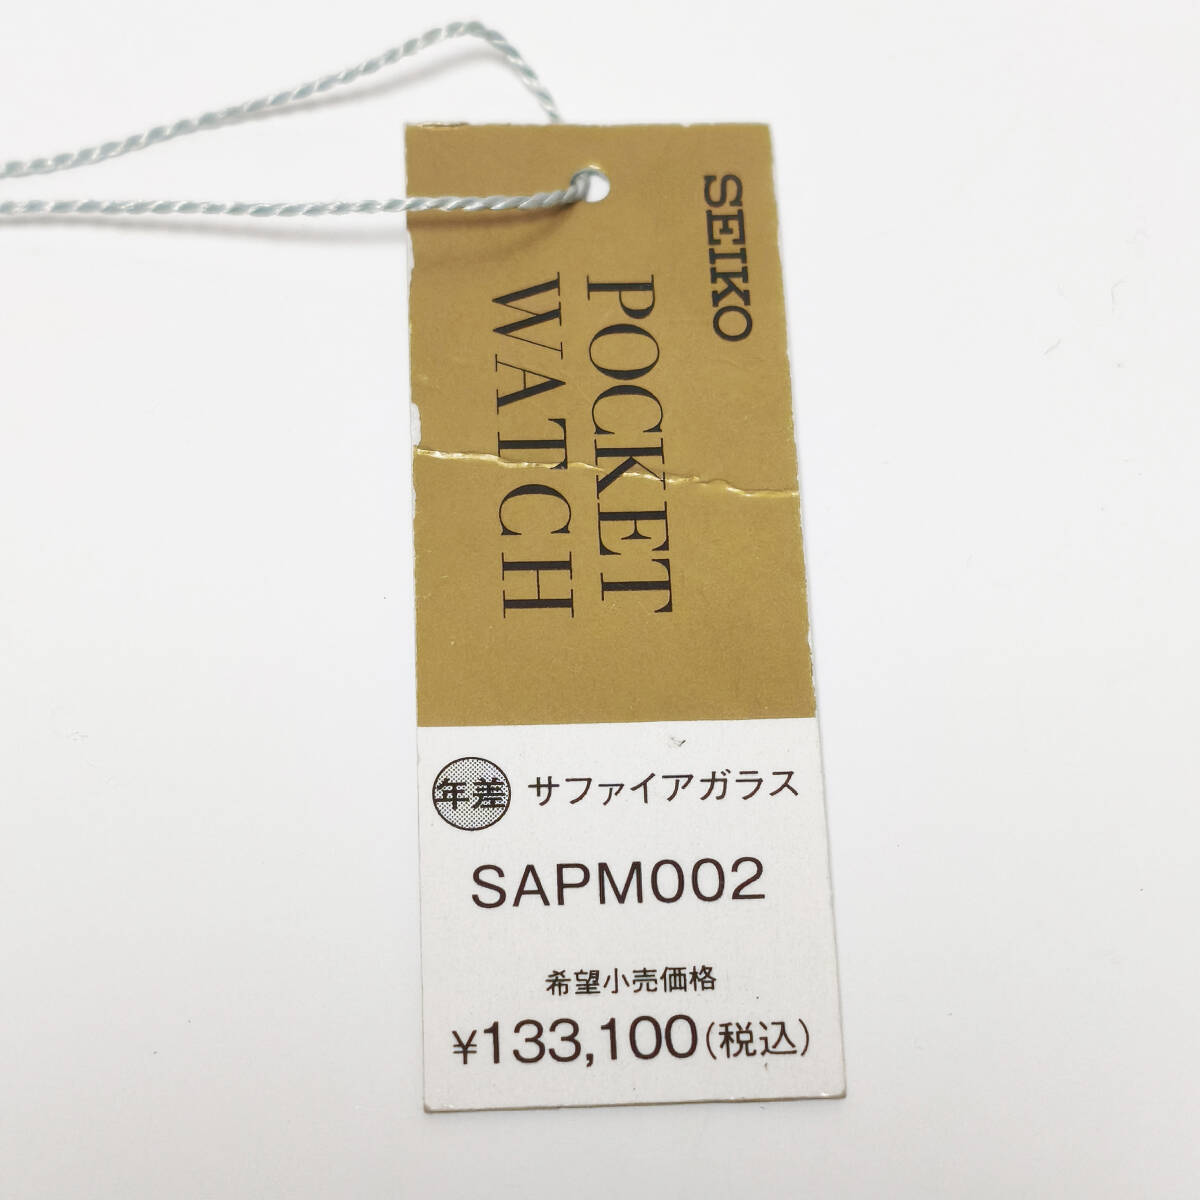 SEIKO
POCKET
WATCH
年差 サファイアガラス
SAPM002
希望小売価格
¥133,100(税込)